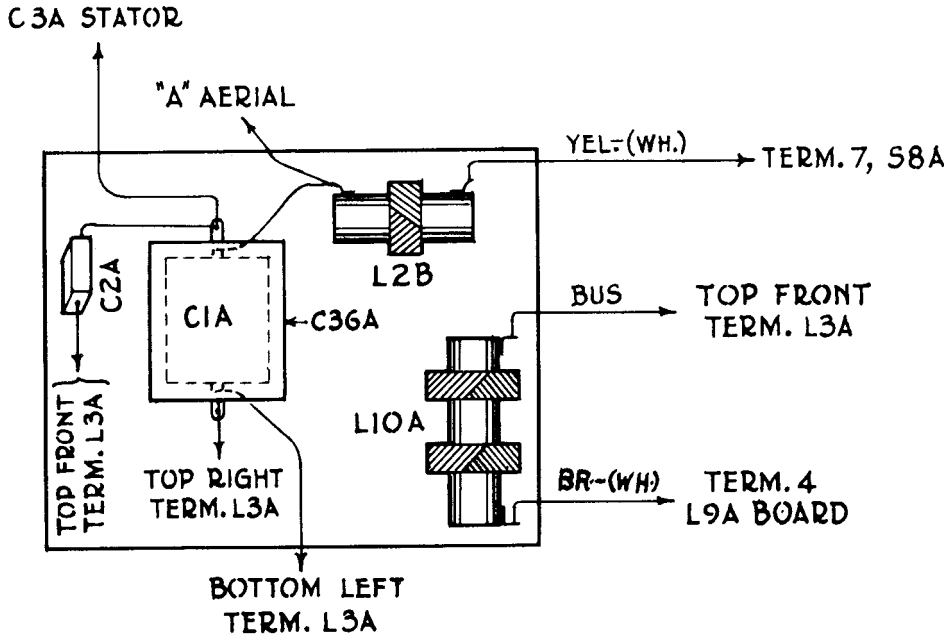 C3A STATOR
"A" AERIAL
YEL-(WH.)
TERM. 7, S8A
C2A
L2B
C1A
C36A
BUS
TOP FRONT
TERM. L3A
L10A
TOP FRONT
TERM. L3A
TOP RIGHT
TERM. L3A
BR-(WH.)
TERM. 4
L9A BOARD
BOTTOM LEFT
TERM. L3A